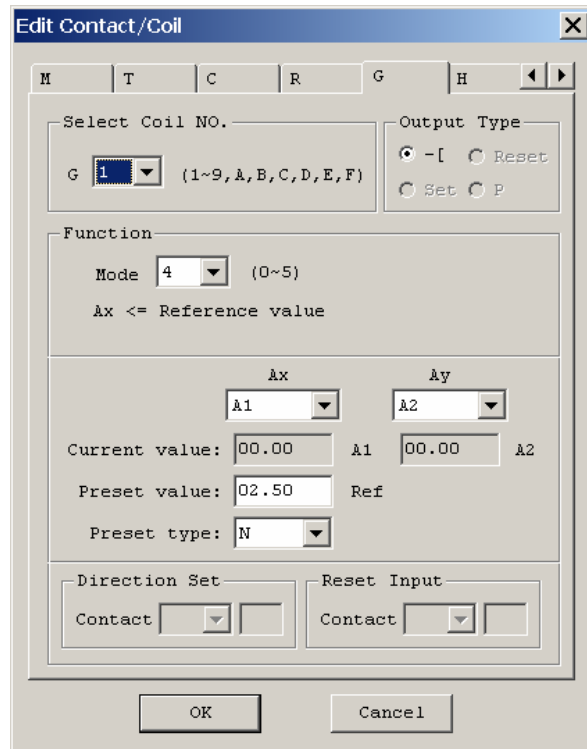 Edit Contact/Coil
M T C R G H
Select Coil NO.
G 1 (1~9,A,B,C,D,E,F)
Output Type
-[ Reset
Set P
Function
Mode 4 (0~5)
Ax <= Reference value
Ax Ay
A1 A2
Current value: 00.00 A1 00.00 A2
Preset value: 02.50 Ref
Preset type: N
Direction Set
Contact
Reset Input
Contact
OK Cancel